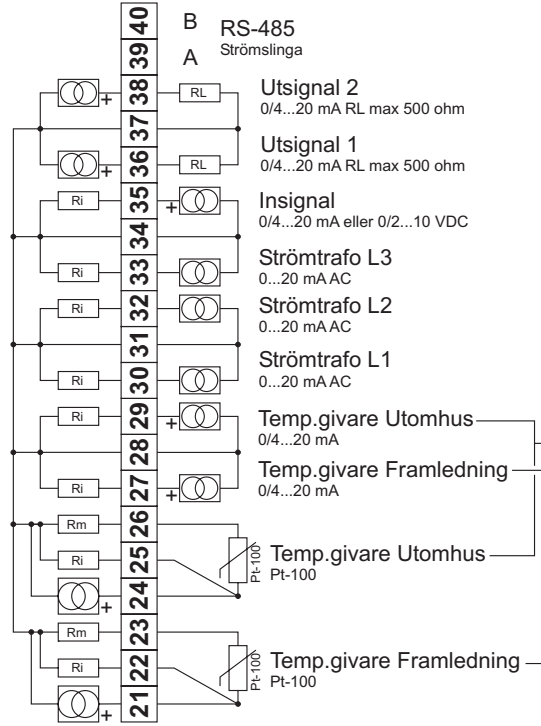 40 B RS-485
39 A Strömslinga
+ 38 RL Utsignal 2
0/4...20 mA RL max 500 ohm
37
+ 36 RL Utsignal 1
0/4...20 mA RL max 500 ohm
Ri 35 + Insignal
0/4...20 mA eller 0/2...10 VDC
34
Ri 33 Strömtrafo L3
0...20 mA AC
Ri 32 Strömtrafo L2
0...20 mA AC
31
Ri 30 Strömtrafo L1
0...20 mA AC
Ri 29 + Temp.givare Utomhus
0/4...20 mA
28
Ri 27 + Temp.givare Framledning
0/4...20 mA
Rm 26
Ri 25 Pt-100 Temp.givare Utomhus
Pt-100
+ 24
Rm 23
Ri 22 Pt-100 Temp.givare Framledning
Pt-100
+ 21